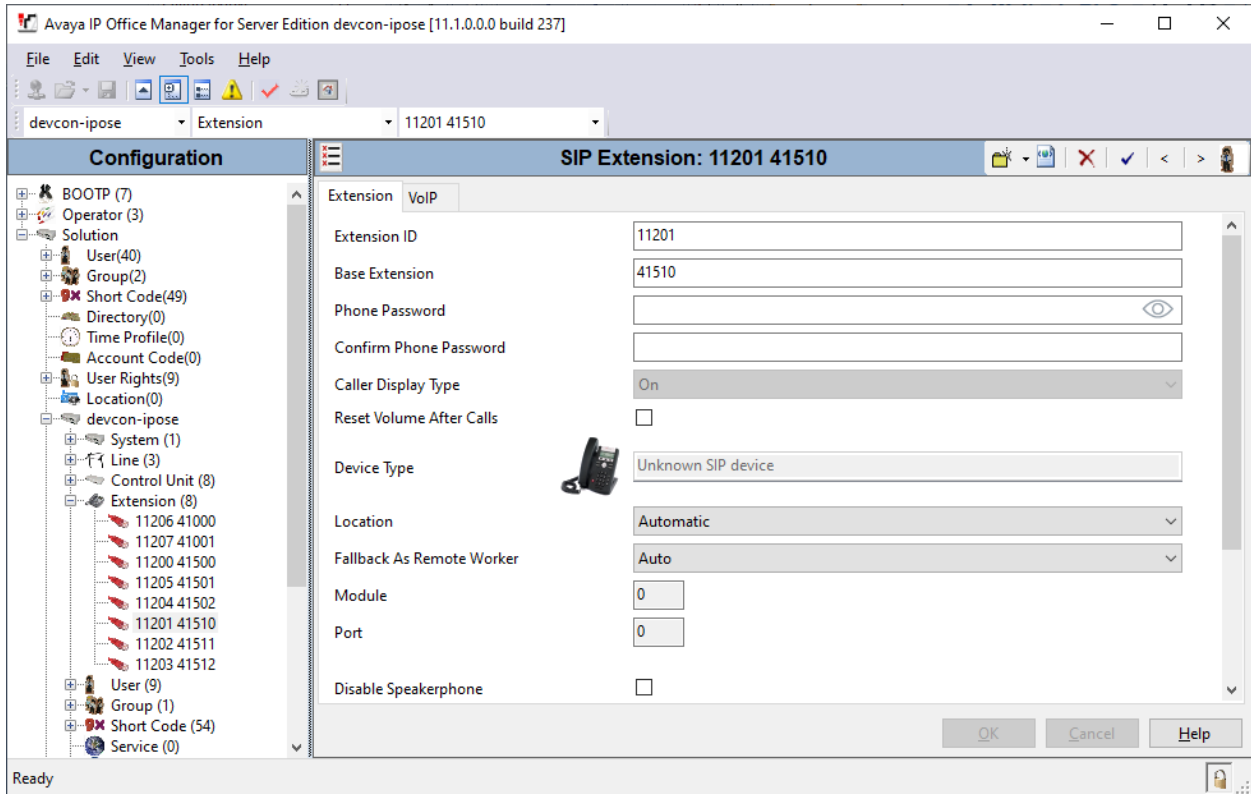 Avaya IP Office Manager for Server Edition devcon-ipose [11.1.0.0.0 build 237]
File Edit View Tools Help
devcon-ipose Extension 11201 41510
Configuration
BOOTP (7)
Operator (3)
Solution
User(40)
Group(2)
Short Code(49)
Directory(0)
Time Profile(0)
Account Code(0)
User Rights(9)
Location(0)
devcon-ipose
System (1)
Line (3)
Control Unit (8)
Extension (8)
11206 41000
11207 41001
11200 41500
11205 41501
11204 41502
11201 41510
11202 41511
11203 41512
User (9)
Group (1)
Short Code (54)
Service (0)
SIP Extension: 11201 41510
Extension VoIP
Extension ID 11201
Base Extension 41510
Phone Password
Confirm Phone Password
Caller Display Type On
Reset Volume After Calls
Device Type Unknown SIP device
Location Automatic
Fallback As Remote Worker Auto
Module 0
Port 0
Disable Speakerphone
OK Cancel Help
Ready